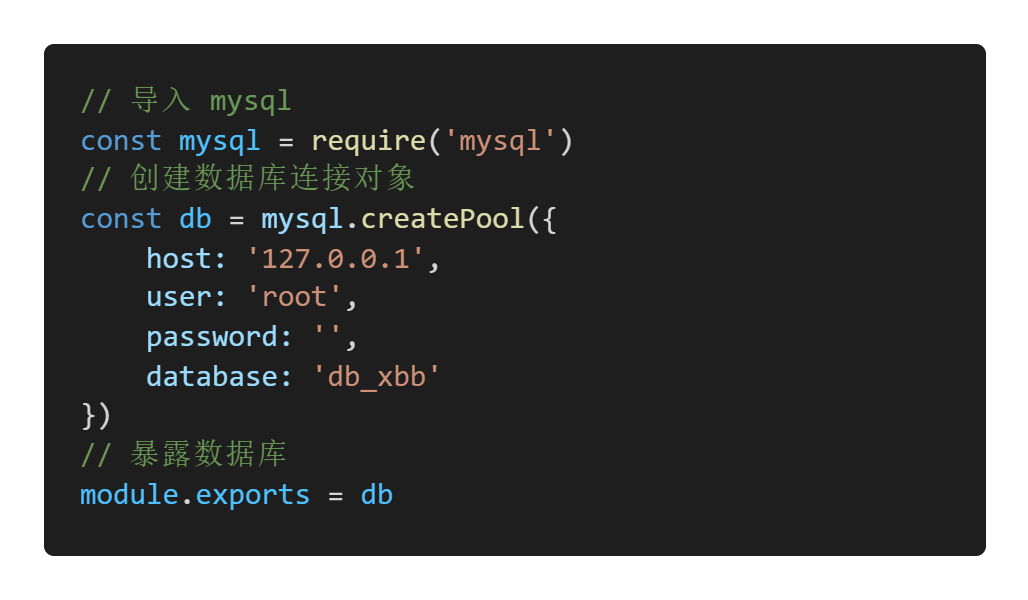 // 导入 mysql
const mysql = require('mysql')
// 创建数据库连接对象
const db = mysql.createPool({
    host: '127.0.0.1',
    user: 'root',
    password: '',
    database: 'db_xbb'
})
// 暴露数据库
module.exports = db